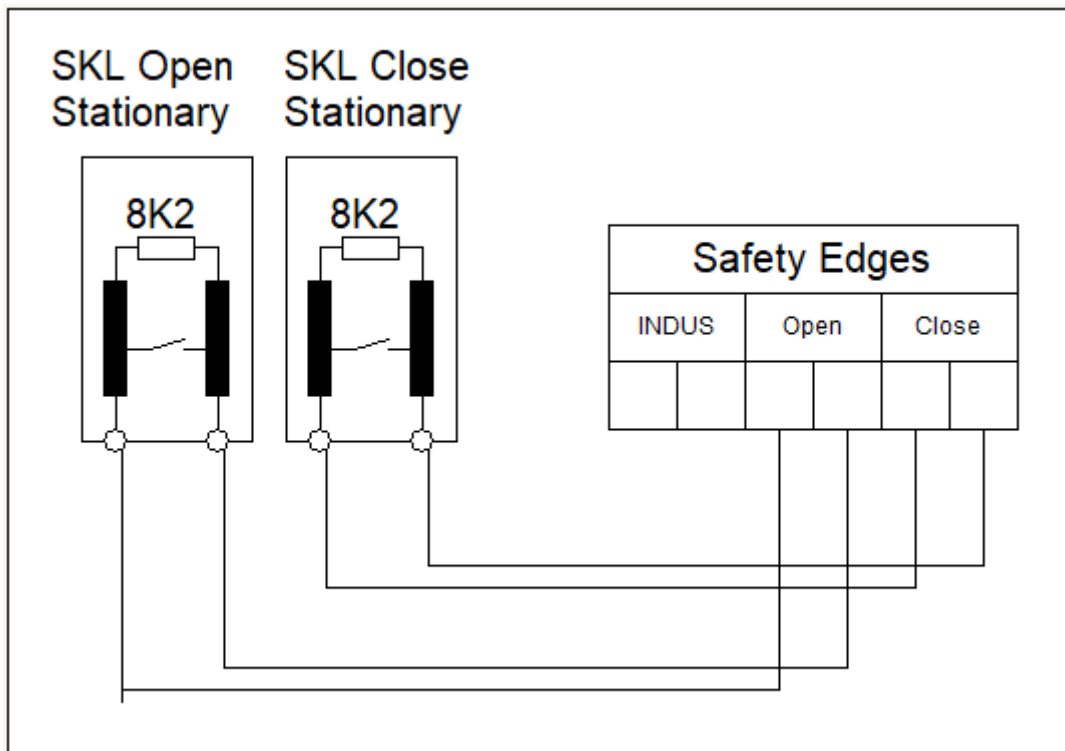 SKL Open
Stationary
SKL Close
Stationary
8K2
8K2
Safety Edges
INDUS
Open
Close